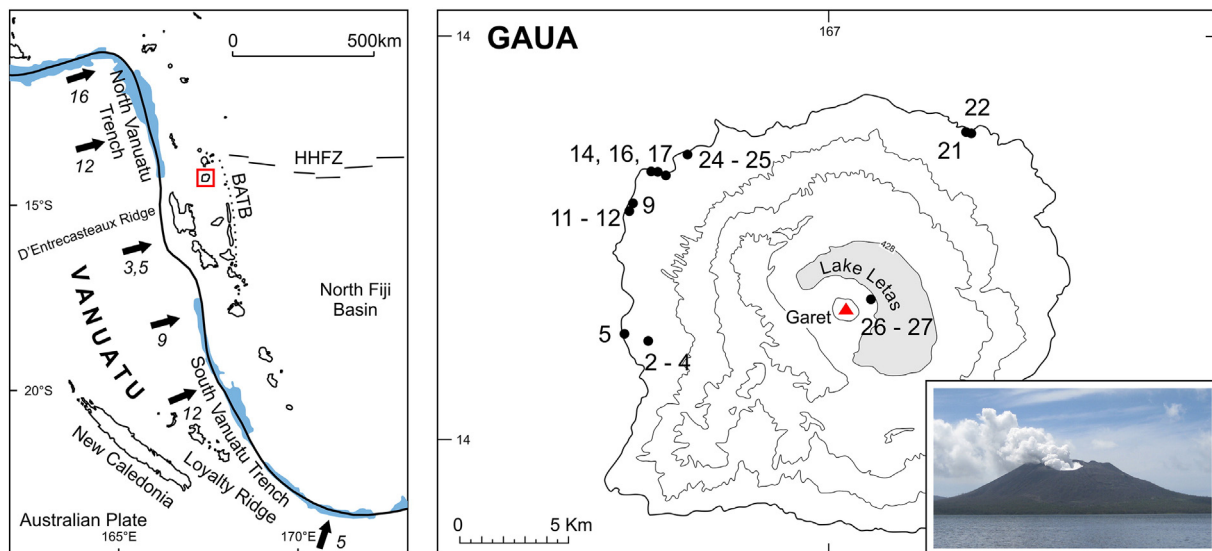 0 500km
16
North Vanuatu
Trench
12
HHFZ
BATB
15°S
D'Entrecasteaux Ridge
3,5
North Fiji
Basin
VANUATU
9
20°S
12
South Vanuatu Trench
New Caledonia
Loyalty Ridge
Australian Plate
165°E
170°E
5
GAUA
167
14
22
21
14, 16, 17
24 - 25
9
11 - 12
428
Lake Letas
Garet
26 - 27
5
2 - 4
14
0 5 Km